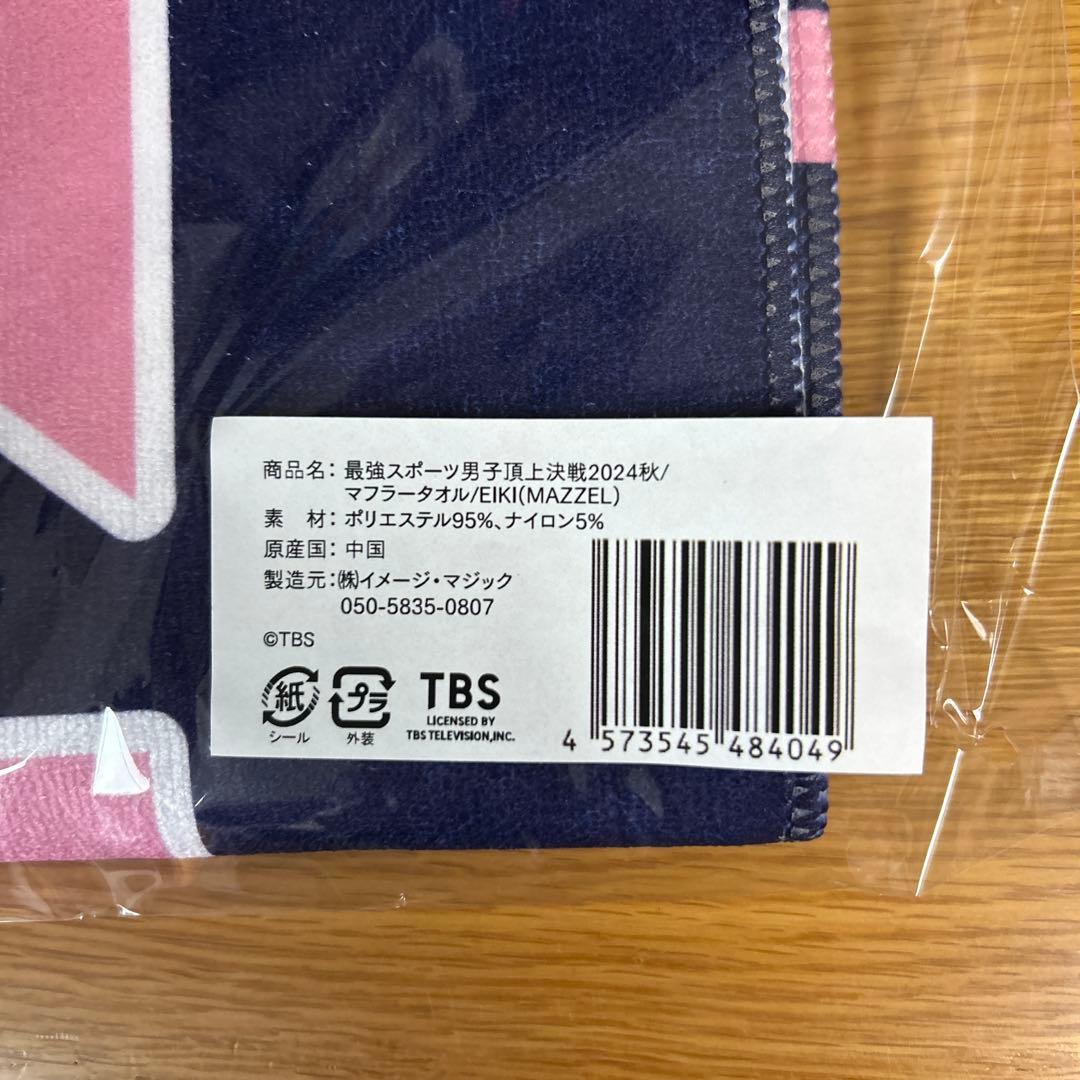 商品名：最強スポーツ男子頂上決戦2024秋/
マフラータオル/EIKI(MAZZEL)
素　材：ポリエステル95%、ナイロン5%
原産国：中国
製造元：㈱イメージ・マジック
050-5835-0807
©TBS
紙
シール
プラ
外装
TBS
LICENSED BY
TBS TELEVISION,INC.
4 573545 484049